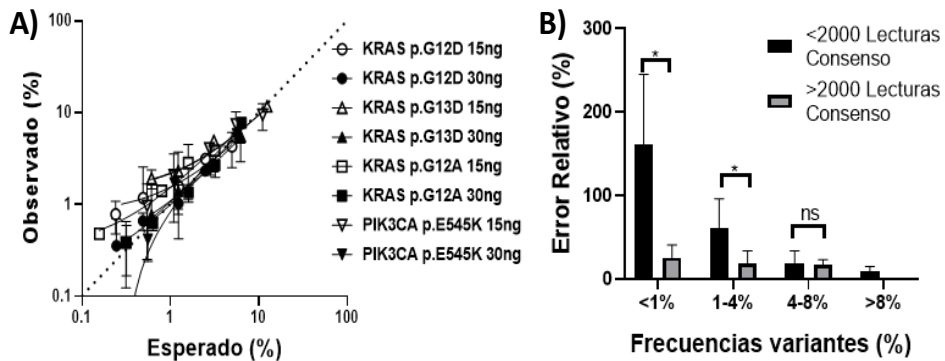 A)
Observado (%)
100
10
1
0.1
0.1 1 10 100
Esperado (%)
KRAS p.G12D 15ng
KRAS p.G12D 30ng
KRAS p.G13D 15ng
KRAS p.G13D 30ng
KRAS p.G12A 15ng
KRAS p.G12A 30ng
PIK3CA p.E545K 15ng
PIK3CA p.E545K 30ng
B)
Error Relativo (%)
300
200
100
0
* * ns
<1% 1-4% 4-8% >8%
Frecuencias variantes (%)
<2000 Lecturas
Consenso
>2000 Lecturas
Consenso